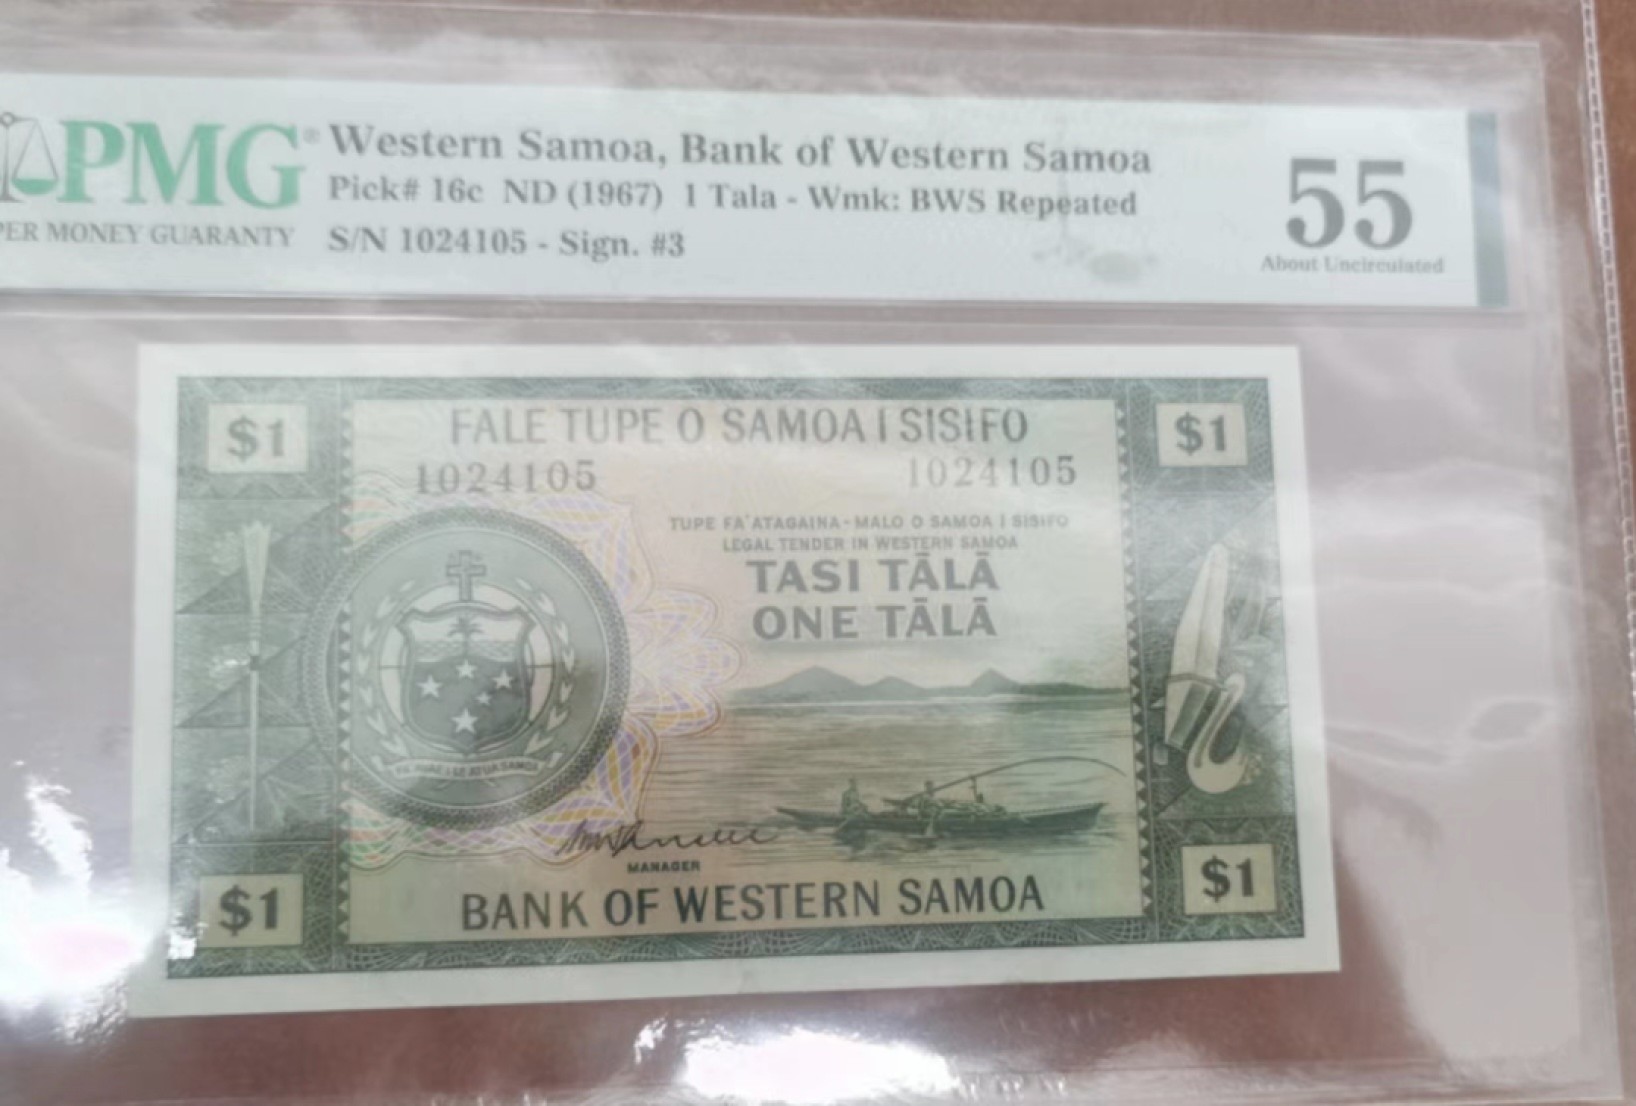 PMG®
PER MONEY GUARANTY
Western Samoa, Bank of Western Samoa
Pick# 16c ND (1967) 1 Tala - Wmk: BWS Repeated
S/N 1024105 - Sign. #3
55
About Uncirculated
$1
FALE TUPE O SAMOA I SISIFO
$1
1024105
1024105
TUPE FA'ATAGAINA - MALO O SAMOA I SISIFO
LEGAL TENDER IN WESTERN SAMOA
TASI TĀLĀ
ONE TĀLĀ
MANAGER
$1
BANK OF WESTERN SAMOA
$1